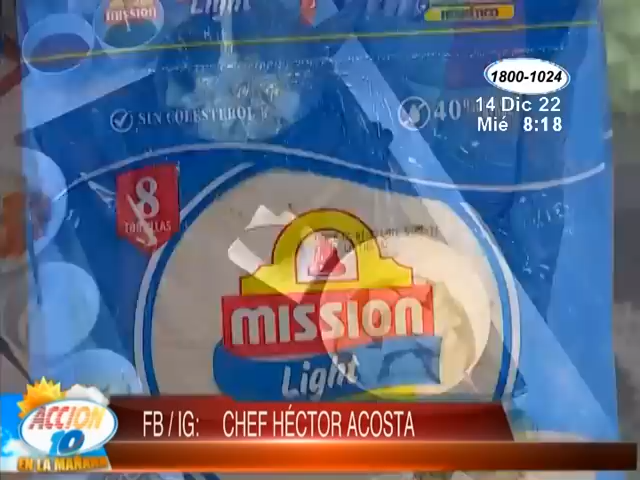 MISSION
Light
1800-1024
14 Dic 22
Mié 8:18
SIN COLESTEROL
40%
8
TORTILLAS
MISSION
Light
FB / IG: CHEF HÉCTOR ACOSTA
ACCION
10
EN LA MAÑANA